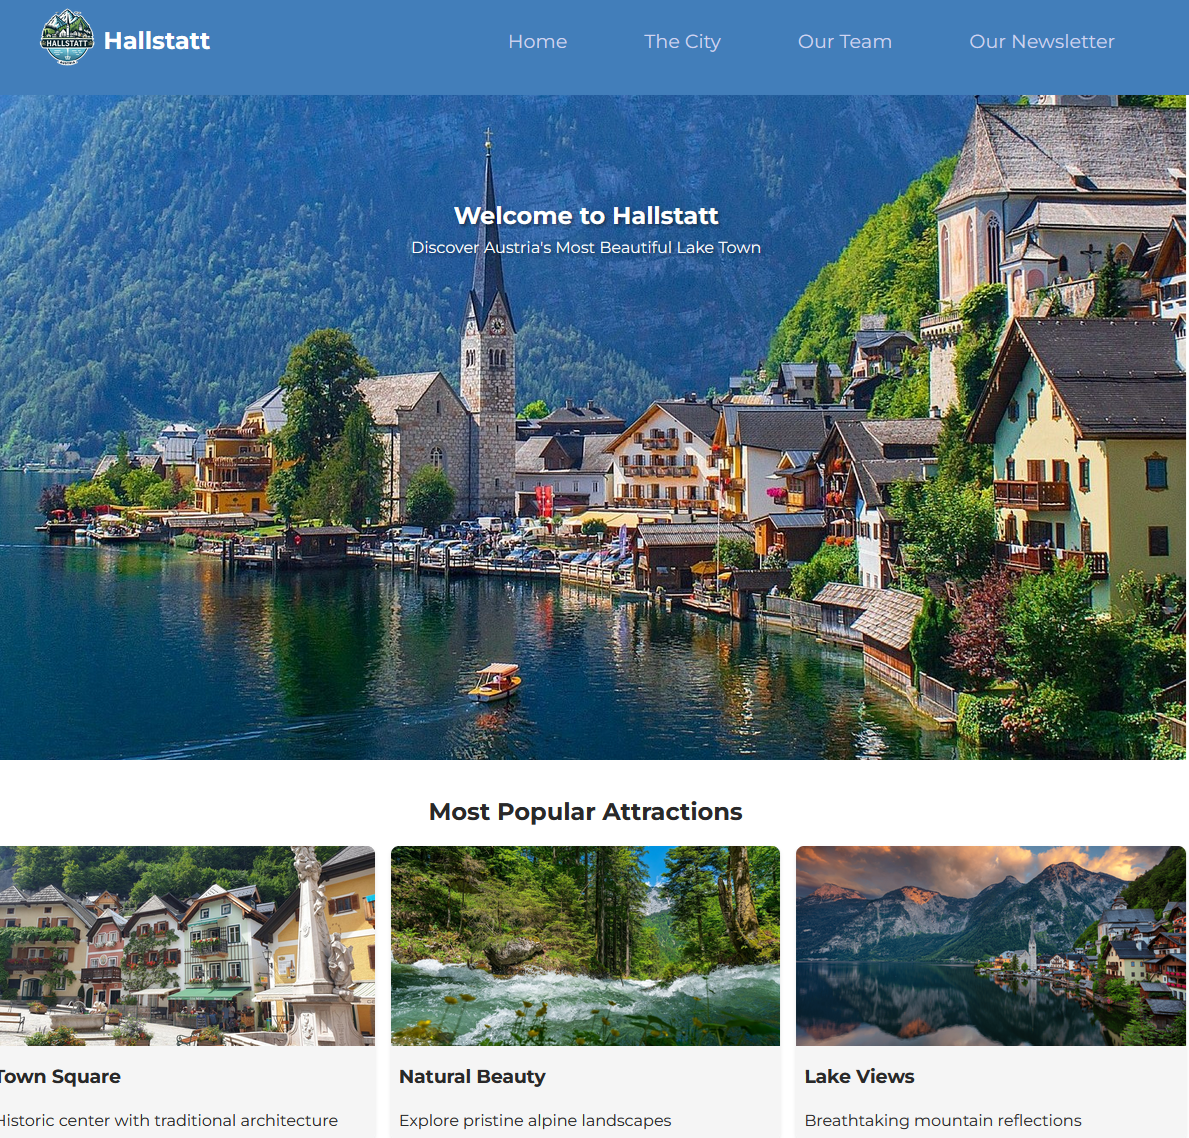 HALLSTATT
Hallstatt
Home
The City
Our Team
Our Newsletter
Welcome to Hallstatt
Discover Austria's Most Beautiful Lake Town
Most Popular Attractions
Town Square
Historic center with traditional architecture
Natural Beauty
Explore pristine alpine landscapes
Lake Views
Breathtaking mountain reflections